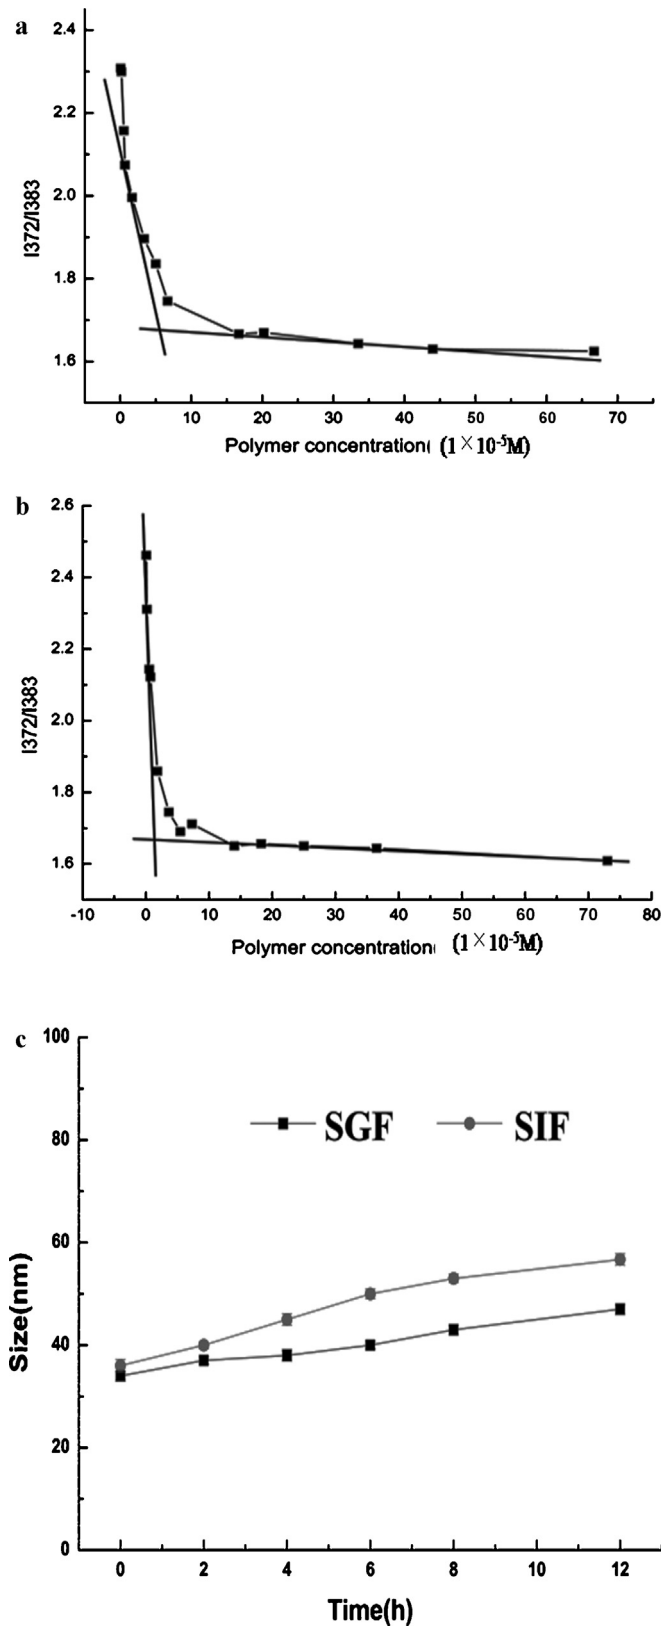 a
2.4
2.2
2.0
1.8
1.6
I372/I383
0 10 20 30 40 50 60 70
Polymer concentration( (1×10-5M)
b
2.6
2.4
2.2
2.0
1.8
1.6
I372/I383
-10 0 10 20 30 40 50 60 70 80
Polymer concentration( (1×10-5M)
c
100
80
60
40
20
0
SGF SIF
Size(nm)
0 2 4 6 8 10 12
Time(h)